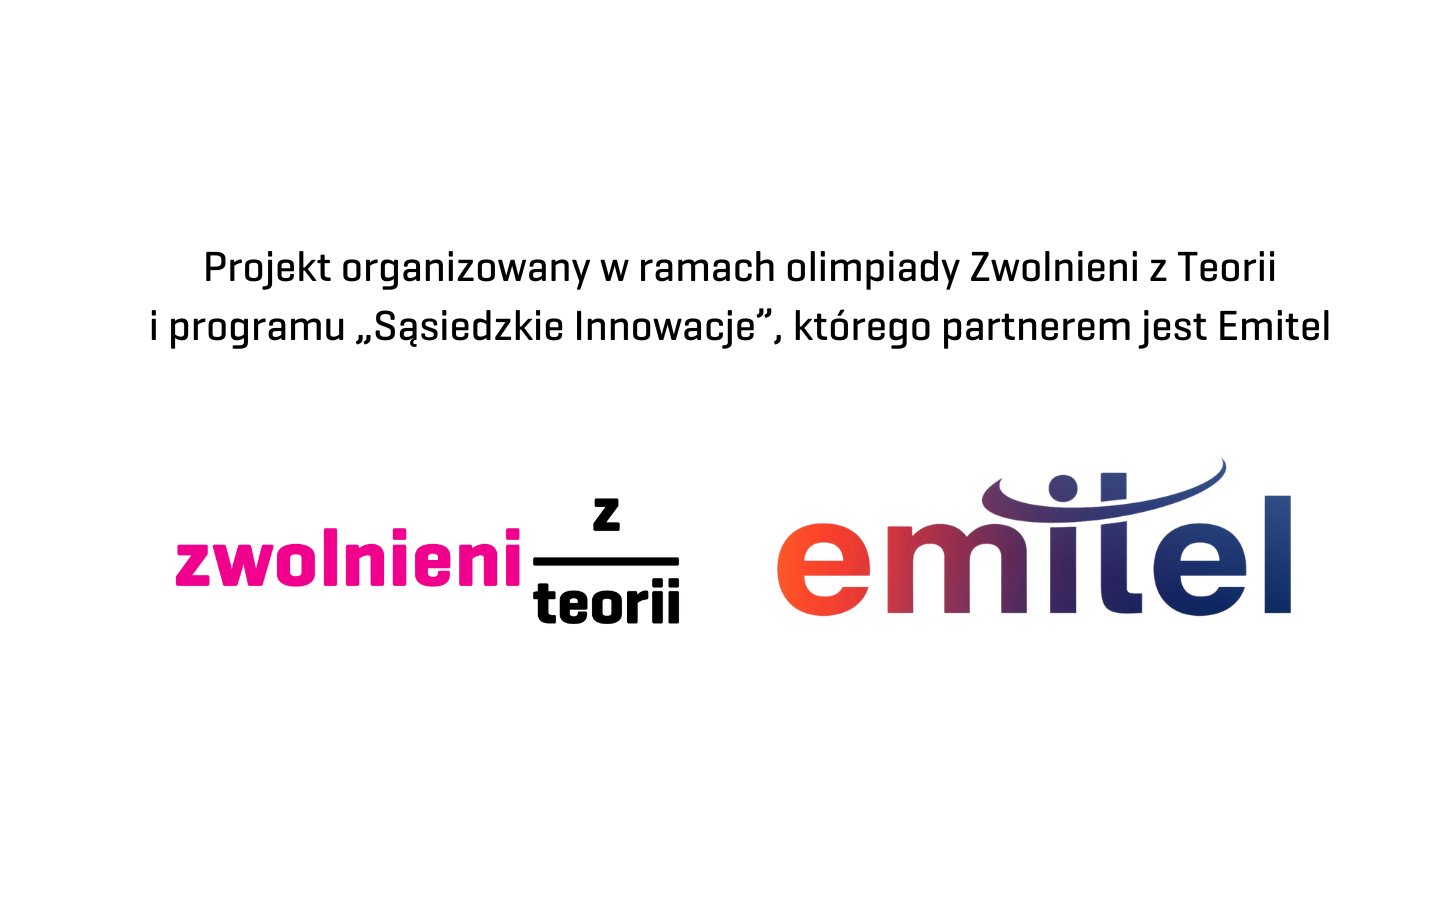 Projekt organizowany w ramach olimpiady Zwolnieni z Teorii
i programu „Sąsiedzkie Innowacje”, którego partnerem jest Emitel
zwolnieni
z
teorii
emitel